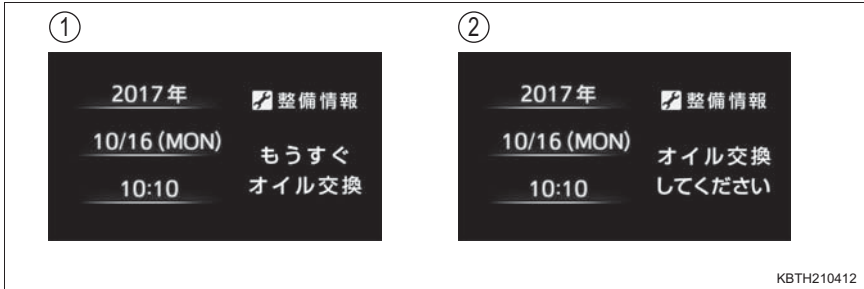 ①
2017年
10/16(MON)
10:10
整備情報
もうすぐ
オイル交換
②
2017年
10/16(MON)
10:10
整備情報
オイル交換
してください
KBTH210412